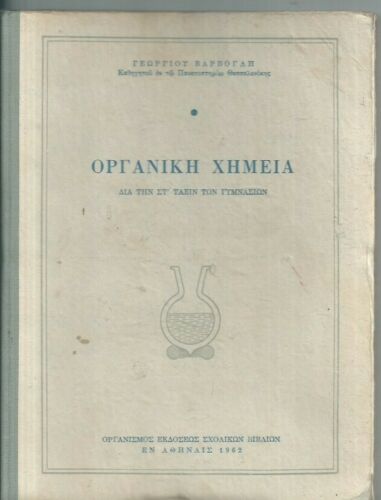 ΓΕΩΡΓΙΟΥ ΒΑΡΒΟΓΛΗ
Καθηγητοῦ ἐν τῷ Πανεπιστημίῳ Θεσσαλονίκης
ΟΡΓΑΝΙΚΗ ΧΗΜΕΙΑ
ΔΙΑ ΤΗΝ ΣΤ' ΤΑΞΙΝ ΤΩΝ ΓΥΜΝΑΣΙΩΝ
ΟΡΓΑΝΙΣΜΟΣ ΕΚΔΟΣΕΩΣ ΣΧΟΛΙΚΩΝ ΒΙΒΛΙΩΝ
ΕΝ ΑΘΗΝΑΙΣ 1962